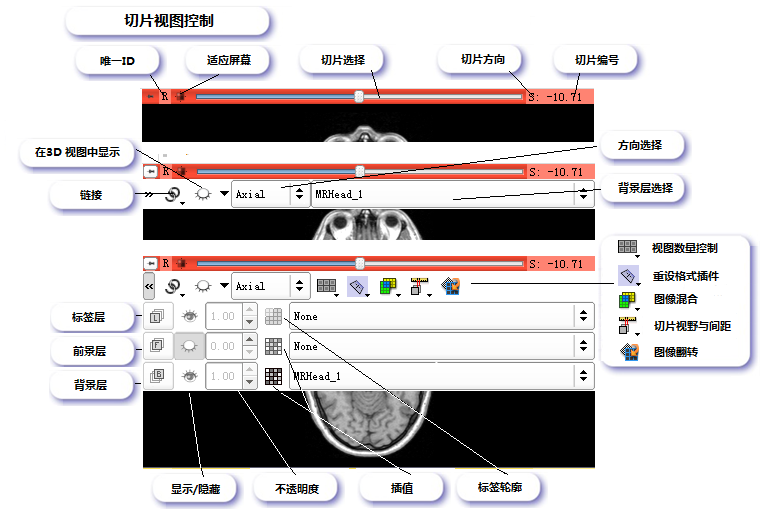 切片视图控制
唯一ID
适应屏幕
切片选择
切片方向
切片编号
R
S: -10.71
在3D 视图中显示
方向选择
R
S: -10.71
链接
Axial
MRHead_1
背景层选择
R
S: -10.71
视图数量控制
Axial
重设格式插件
图像混合
标签层
L
1.00
None
切片视野与间距
前景层
F
0.00
None
图像翻转
背景层
B
1.00
MRHead_1
显示/隐藏
不透明度
插值
标签轮廓